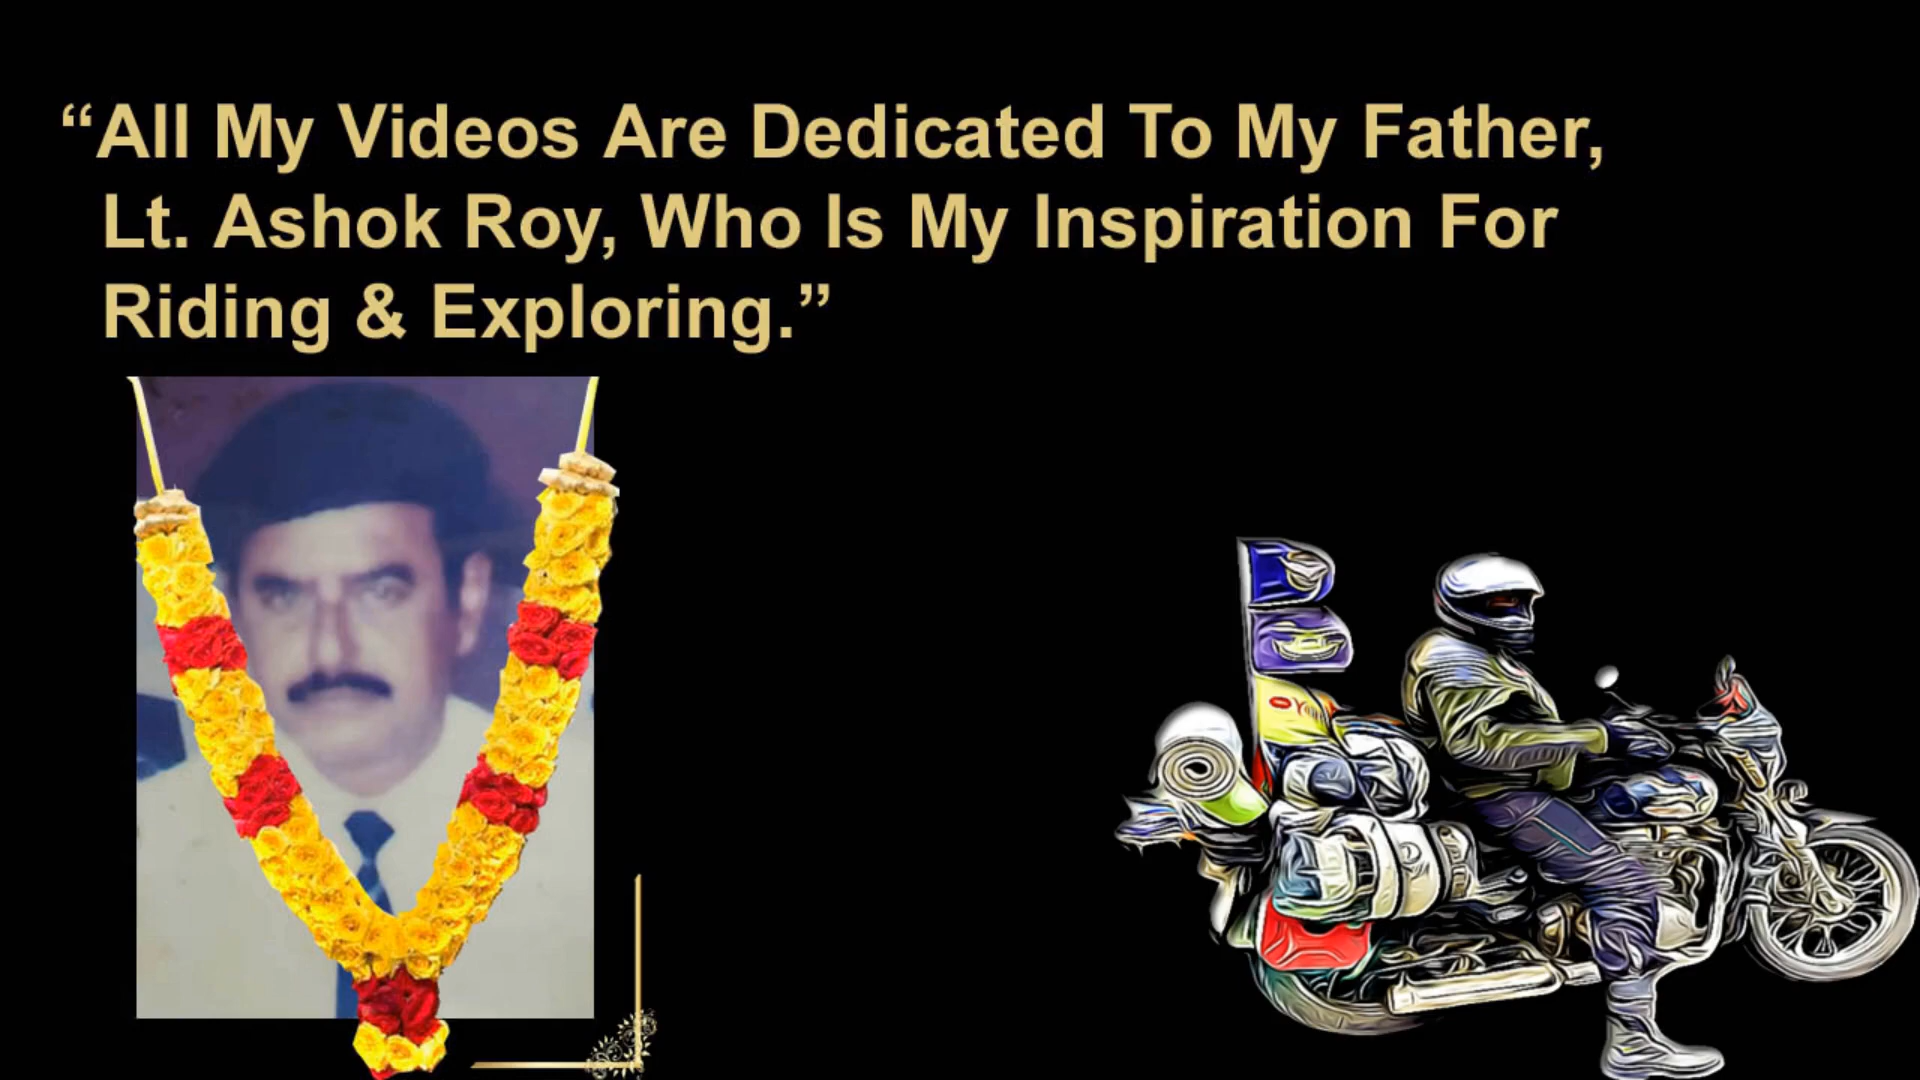 “All My Videos Are Dedicated To My Father,
Lt. Ashok Roy, Who Is My Inspiration For
Riding & Exploring.”